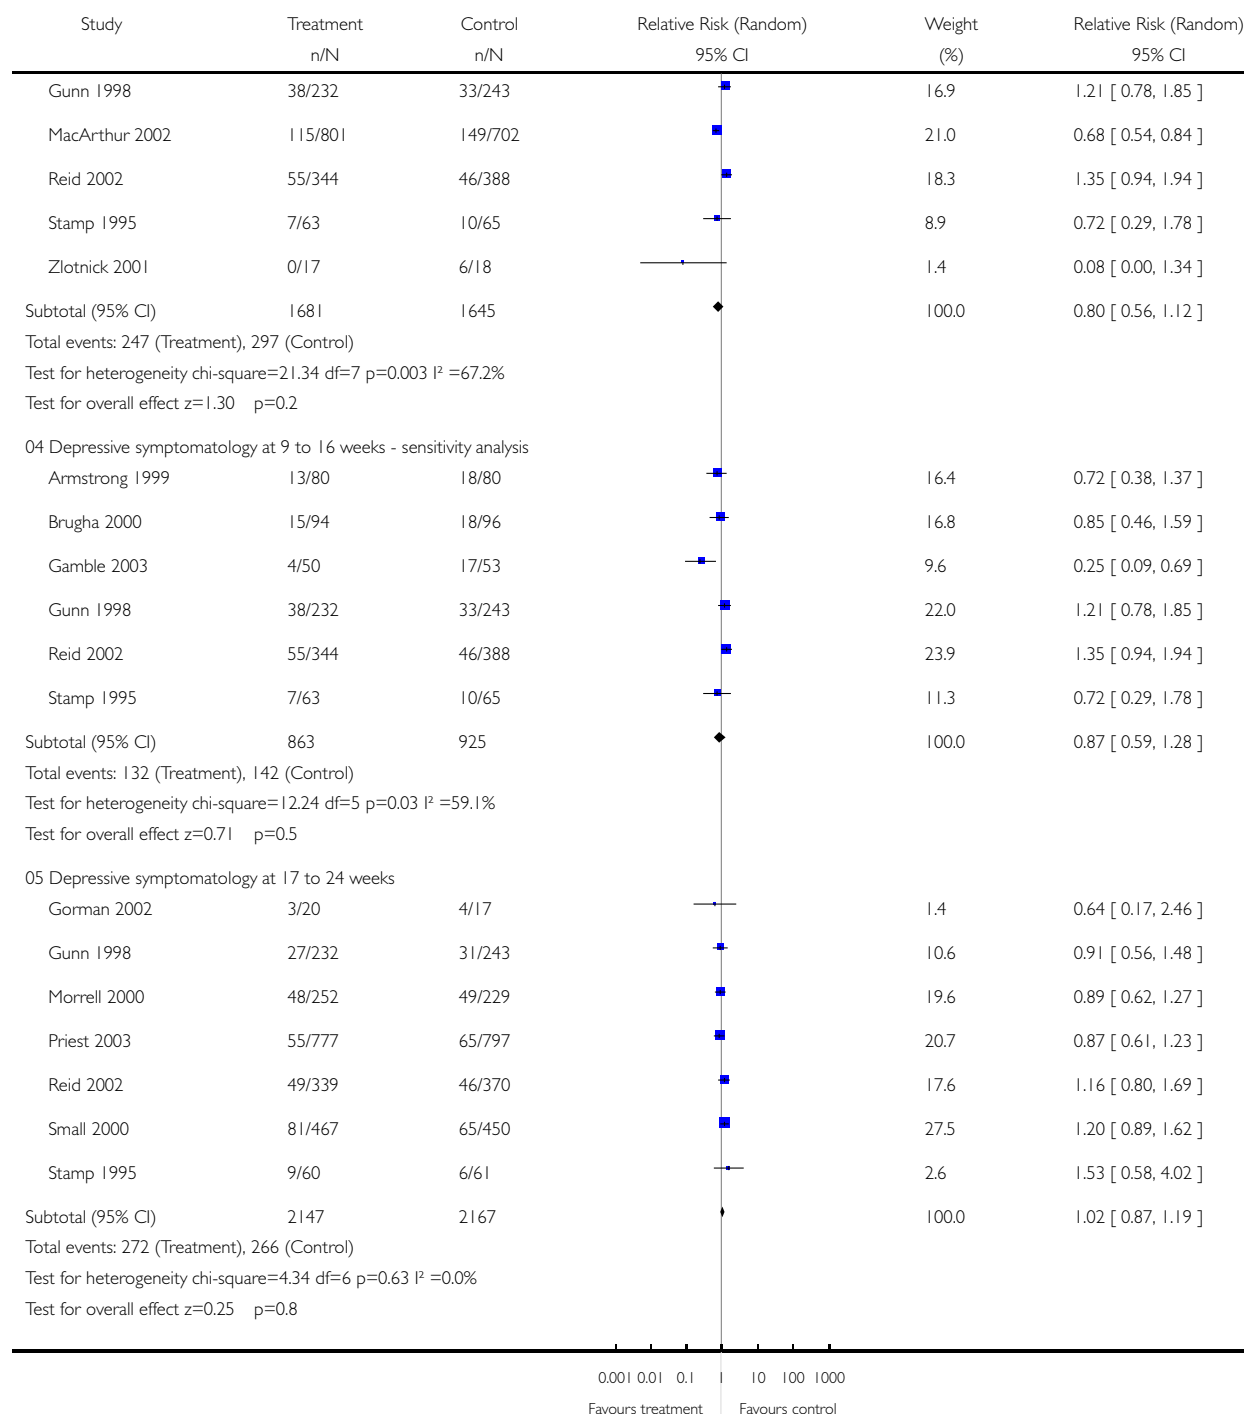 Study Treatment Control Relative Risk (Random) Weight Relative Risk (Random)
n/N n/N 95% CI (%) 95% CI
Gunn 1998 38/232 33/243 16.9 1.21 [ 0.78, 1.85 ]
MacArthur 2002 115/801 149/702 21.0 0.68 [ 0.54, 0.84 ]
Reid 2002 55/344 46/388 18.3 1.35 [ 0.94, 1.94 ]
Stamp 1995 7/63 10/65 8.9 0.72 [ 0.29, 1.78 ]
Zlotnick 2001 0/17 6/18 1.4 0.08 [ 0.00, 1.34 ]
Subtotal (95% CI) 1681 1645 100.0 0.80 [ 0.56, 1.12 ]
Total events: 247 (Treatment), 297 (Control)
Test for heterogeneity chi-square=21.34 df=7 p=0.003 I² =67.2%
Test for overall effect z=1.30 p=0.2
04 Depressive symptomatology at 9 to 16 weeks - sensitivity analysis
Armstrong 1999 13/80 18/80 16.4 0.72 [ 0.38, 1.37 ]
Brugha 2000 15/94 18/96 16.8 0.85 [ 0.46, 1.59 ]
Gamble 2003 4/50 17/53 9.6 0.25 [ 0.09, 0.69 ]
Gunn 1998 38/232 33/243 22.0 1.21 [ 0.78, 1.85 ]
Reid 2002 55/344 46/388 23.9 1.35 [ 0.94, 1.94 ]
Stamp 1995 7/63 10/65 11.3 0.72 [ 0.29, 1.78 ]
Subtotal (95% CI) 863 925 100.0 0.87 [ 0.59, 1.28 ]
Total events: 132 (Treatment), 142 (Control)
Test for heterogeneity chi-square=12.24 df=5 p=0.03 I² =59.1%
Test for overall effect z=0.71 p=0.5
05 Depressive symptomatology at 17 to 24 weeks
Gorman 2002 3/20 4/17 1.4 0.64 [ 0.17, 2.46 ]
Gunn 1998 27/232 31/243 10.6 0.91 [ 0.56, 1.48 ]
Morrell 2000 48/252 49/229 19.6 0.89 [ 0.62, 1.27 ]
Priest 2003 55/777 65/797 20.7 0.87 [ 0.61, 1.23 ]
Reid 2002 49/339 46/370 17.6 1.16 [ 0.80, 1.69 ]
Small 2000 81/467 65/450 27.5 1.20 [ 0.89, 1.62 ]
Stamp 1995 9/60 6/61 2.6 1.53 [ 0.58, 4.02 ]
Subtotal (95% CI) 2147 2167 100.0 1.02 [ 0.87, 1.19 ]
Total events: 272 (Treatment), 266 (Control)
Test for heterogeneity chi-square=4.34 df=6 p=0.63 I² =0.0%
Test for overall effect z=0.25 p=0.8
0.001 0.01 0.1 1 10 100 1000
Favours treatment Favours control